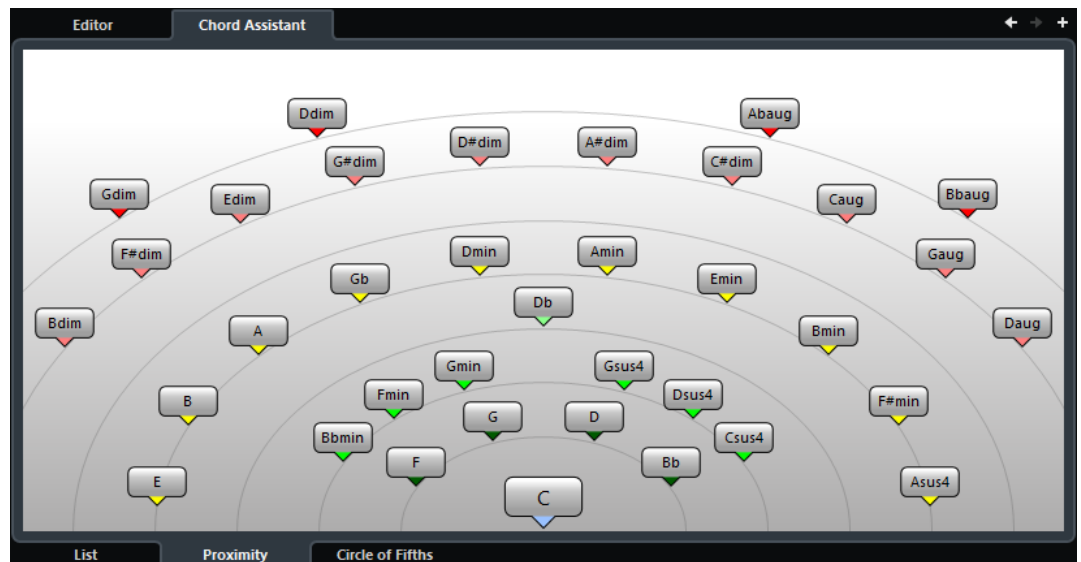 Editor
Chord Assistant
Ddim
Abaug
D#dim
A#dim
G#dim
C#dim
Gdim
Edim
Caug
Bbaug
F#dim
Dmin
Amin
Gaug
Gb
Emin
Db
Bdim
A
Bmin
Daug
Gmin
Gsus4
Fmin
Dsus4
B
F#min
G
D
Bbmin
Csus4
F
Bb
E
Asus4
C
List
Proximity
Circle of Fifths